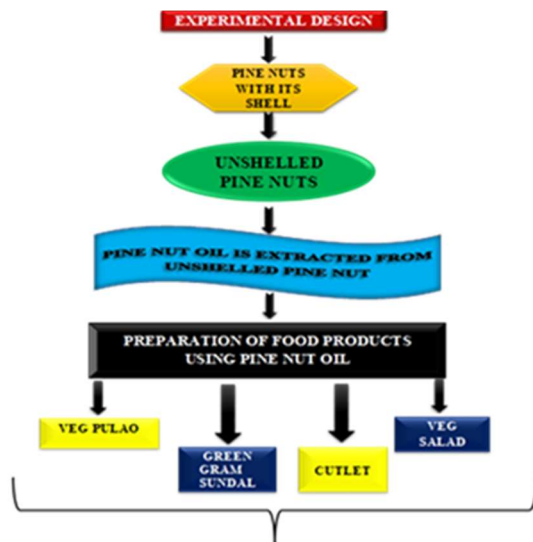 EXPERIMENTAL DESIGN
PINE NUTS
WITH ITS
SHELL
UNSHELLED
PINE NUTS
PINE NUT OIL IS EXTRACTED FROM
UNSHELLED PINE NUT
PREPARATION OF FOOD PRODUCTS
USING PINE NUT OIL
VEG PULAO
GREEN
GRAM
SUNDAL
CUTLET
VEG
SALAD